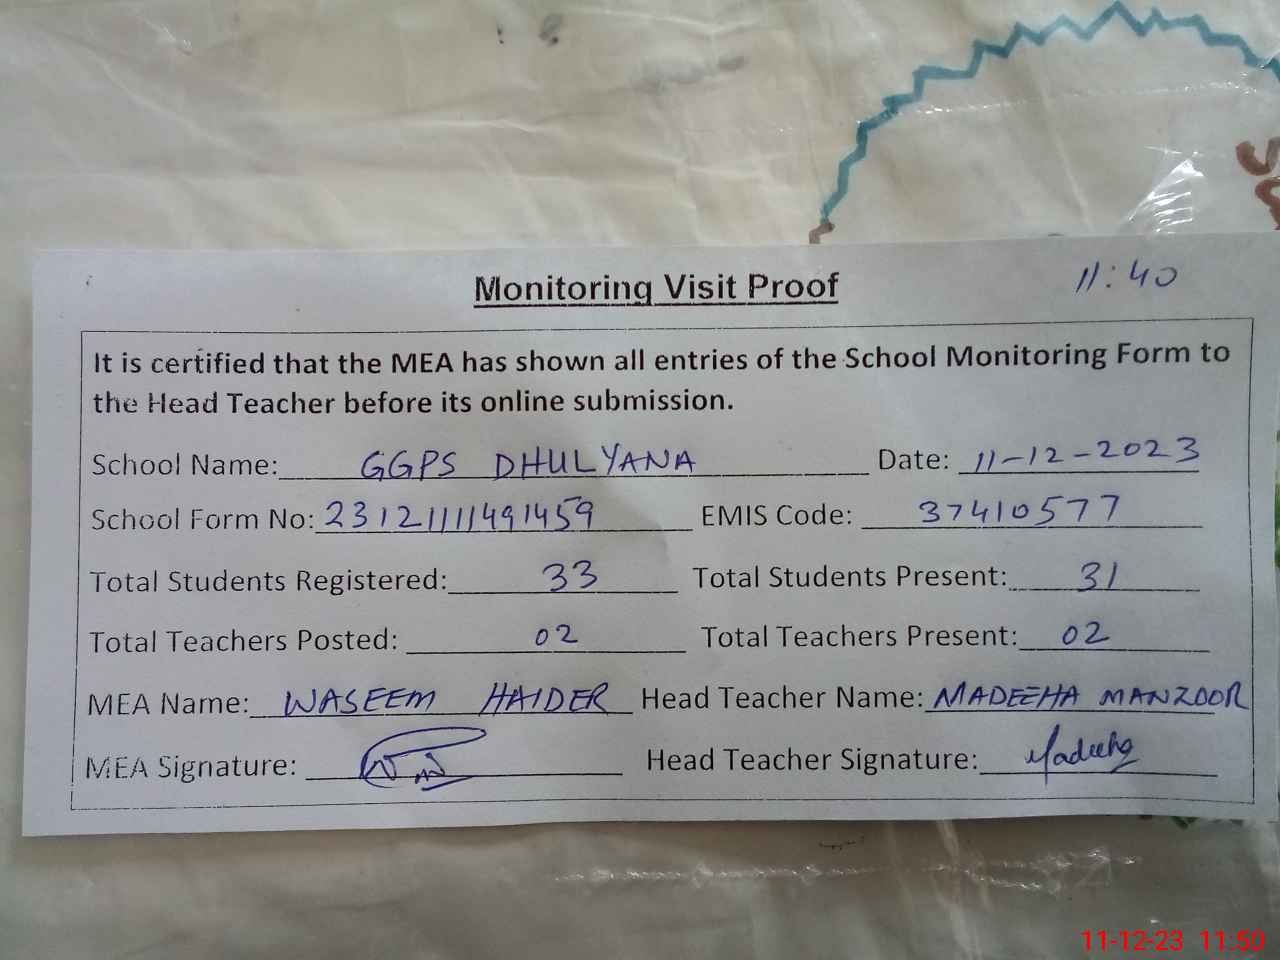 Monitoring Visit Proof 11:40
It is certified that the MEA has shown all entries of the School Monitoring Form to
the Head Teacher before its online submission.
School Name: GGPS DHULYANA Date: 11-12-2023
School Form No: 23121111491459 EMIS Code: 37410577
Total Students Registered: 33 Total Students Present: 31
Total Teachers Posted: 02 Total Teachers Present: 02
MEA Name: WASEEM HAIDER Head Teacher Name: MADEEHA MANZOOR
MEA Signature: Head Teacher Signature: Madeeha
11-12-23 11:50